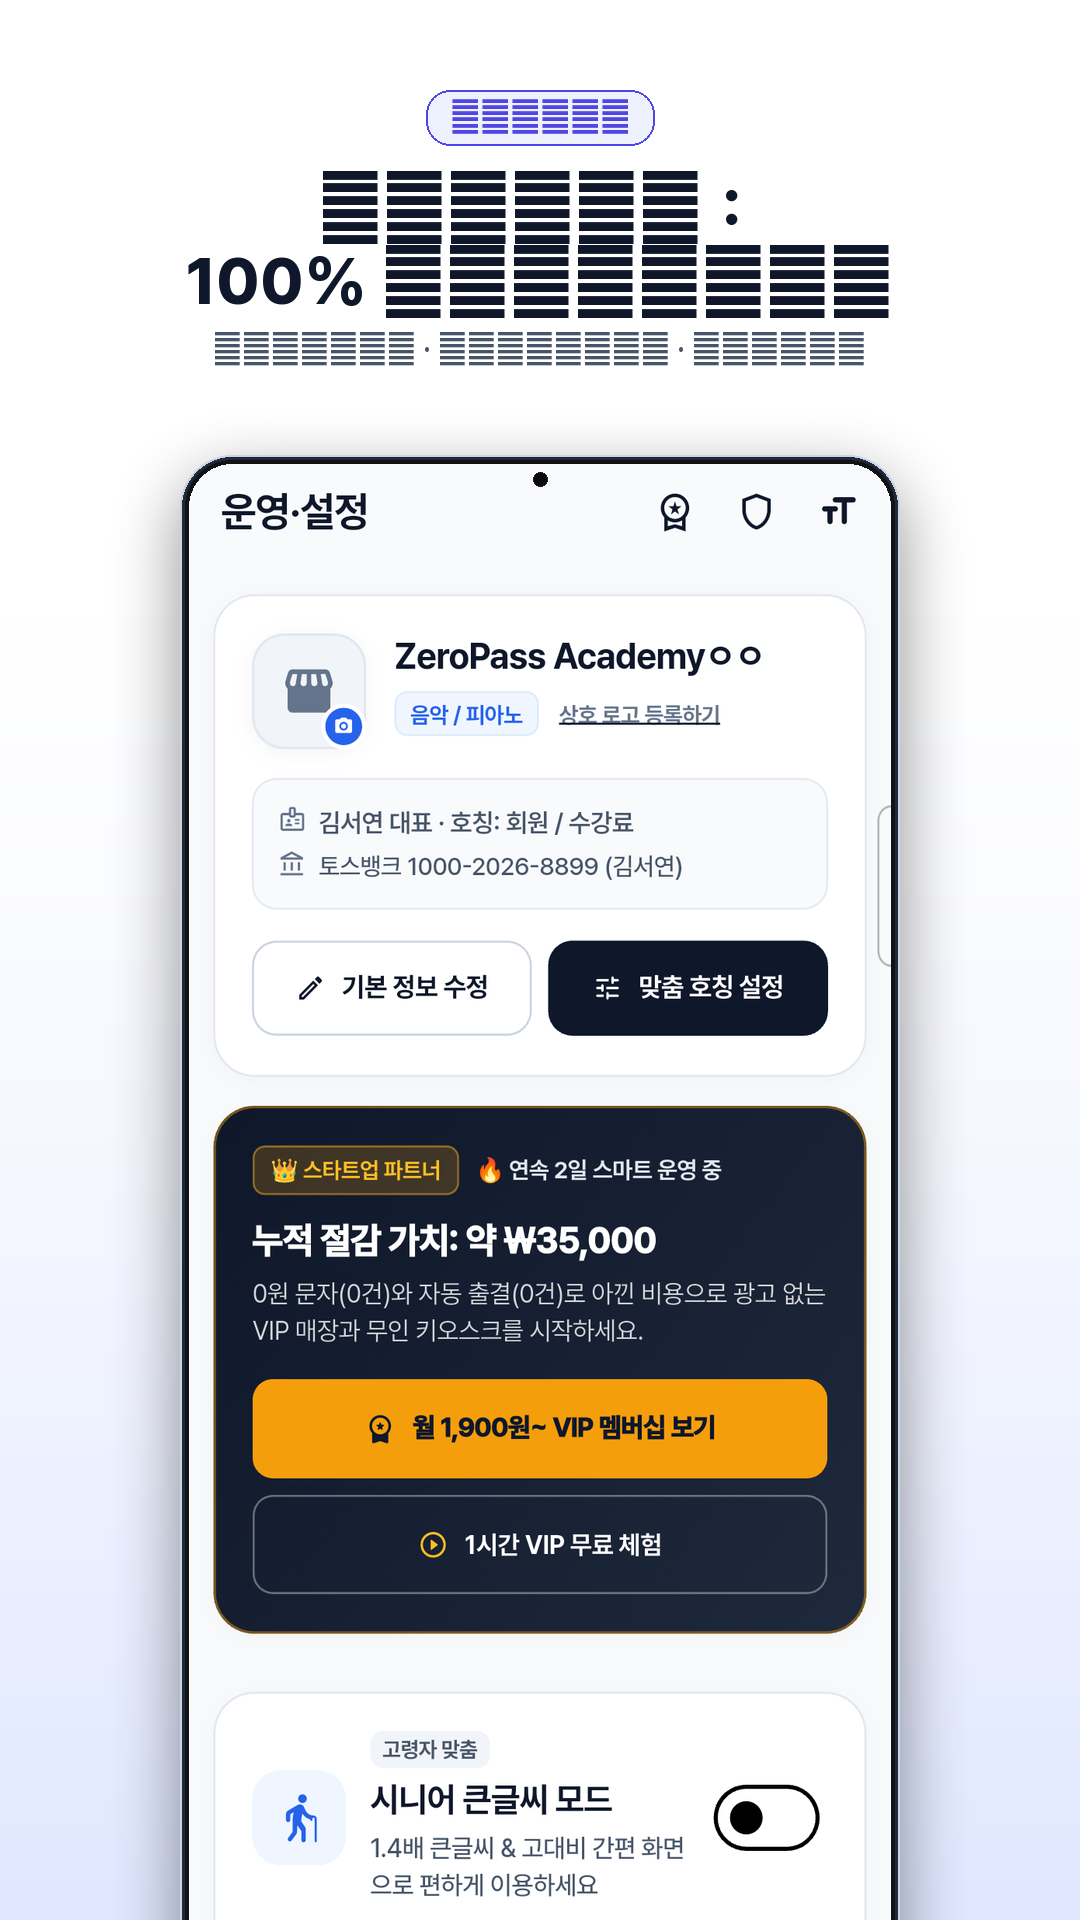 :
100%
· ·
운영·설정
ZeroPass Academyㅇㅇ
음악 / 피아노 상호 로고 등록하기
김서연 대표 · 호칭: 회원 / 수강료
토스뱅크 1000-2026-8899 (김서연)
기본 정보 수정 맞춤 호칭 설정
👑 스타트업 파트너 🔥 연속 2일 스마트 운영 중
누적 절감 가치: 약 ₩35,000
0원 문자(0건)와 자동 출결(0건)로 아낀 비용으로 광고 없는
VIP 매장과 무인 키오스크를 시작하세요.
월 1,900원~ VIP 멤버십 보기
1시간 VIP 무료 체험
고령자 맞춤
시니어 큰글씨 모드
1.4배 큰글씨 & 고대비 간편 화면
으로 편하게 이용하세요